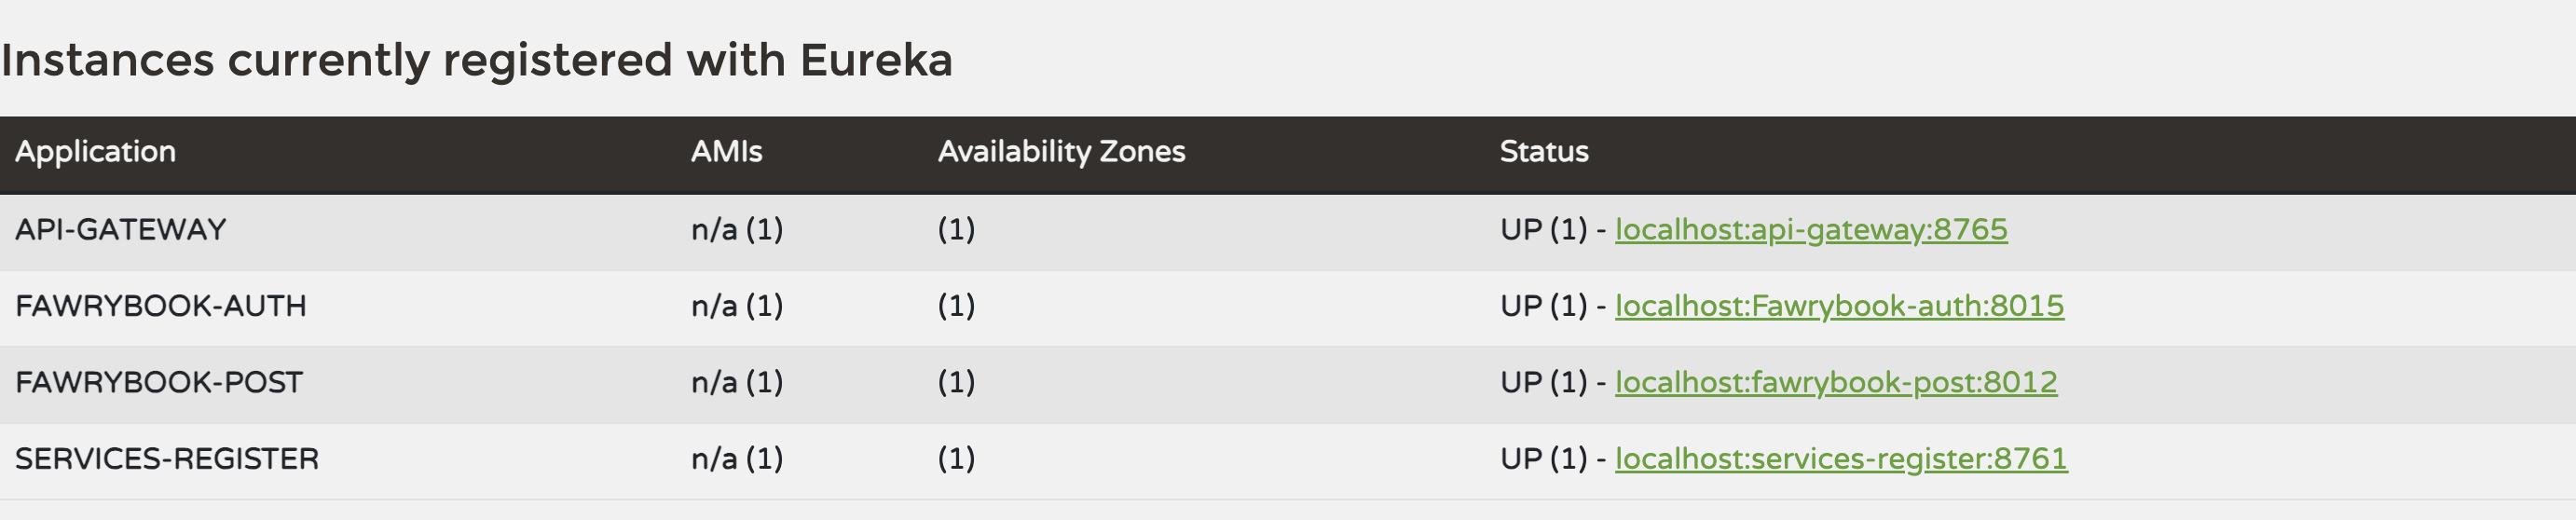 Instances currently registered with Eureka
Application AMIs Availability Zones Status
API-GATEWAY n/a (1) (1) UP (1) - localhost:api-gateway:8765
FAWRYBOOK-AUTH n/a (1) (1) UP (1) - localhost:Fawrybook-auth:8015
FAWRYBOOK-POST n/a (1) (1) UP (1) - localhost:fawrybook-post:8012
SERVICES-REGISTER n/a (1) (1) UP (1) - localhost:services-register:8761